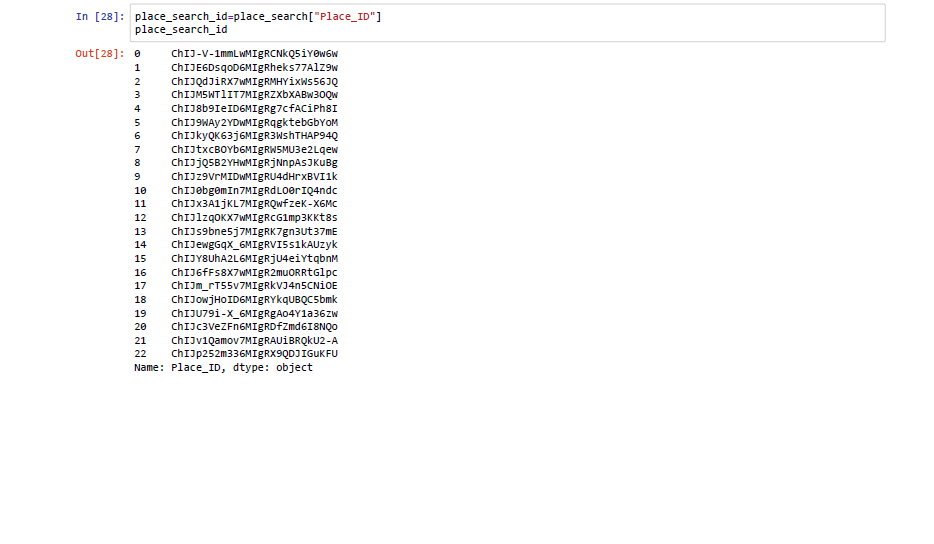 In [28]: place_search_id=place_search["Place_ID"]
place_search_id
Out[28]: 0 ChIJ-V-1mmLwMIgRCNkQ5iY0w6w
1 ChIJE6DsqoD6MIgRheks77AlZ9w
2 ChIJQdJiRX7wMIgRMHYixWs56JQ
3 ChIJM5WTlIT7MIgRZXbXABw3OQw
4 ChIJ8b9IeID6MIgRg7cfACiPh8I
5 ChIJ9WAy2YDwMIgRqgktebGbYoM
6 ChIJkyQK63j6MIgR3WshTHAP94Q
7 ChIJtxcBOYb6MIgRW5MU3e2Lqew
8 ChIJjQ5B2YHwMIgRjNnpAsJKuBg
9 ChIJz9VrMIDwMIgRU4dHrxBVI1k
10 ChIJ0bg0mIn7MIgRdLO0rIQ4ndc
11 ChIJx3A1jKL7MIgRQwfzeK-X6Mc
12 ChIJlzqOKX7wMIgRcG1mp3KKt8s
13 ChIJs9bne5j7MIgRK7gn3Ut37mE
14 ChIJewgGqX_6MIgRVI5s1kAUzyk
15 ChIJY8UhA2L6MIgRjU4eiYtqbnM
16 ChIJ6fFs8X7wMIgR2muORRtGlpc
17 ChIJm_rT55v7MIgRkVJ4n5CNiOE
18 ChIJowjHoID6MIgRYkqUBQC5bmk
19 ChIJU79i-X_6MIgRgAo4Y1a36zw
20 ChIJc3VeZFn6MIgRDfZmd6I8NQo
21 ChIJv1Qamov7MIgRAUiBRQkU2-A
22 ChIJp252m336MIgRX9QDJIGuKFU
Name: Place_ID, dtype: object